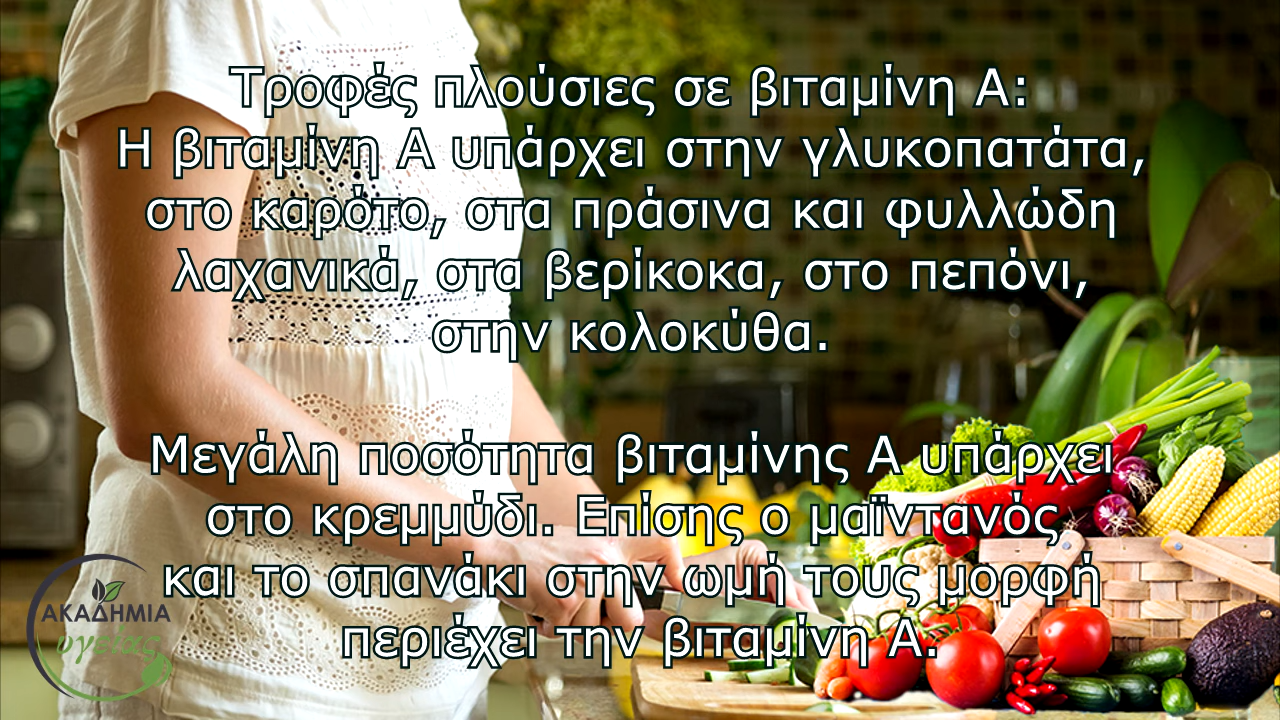 Τροφές πλούσιες σε βιταμίνη Α:
Η βιταμίνη Α υπάρχει στην γλυκοπατάτα,
στο καρότο, στα πράσινα και φυλλώδη
λαχανικά, στα βερίκοκα, στο πεπόνι,
στην κολοκύθα.
Μεγάλη ποσότητα βιταμίνης Α υπάρχει
στο κρεμμύδι. Επίσης ο μαϊντανός
και το σπανάκι στην ωμή τους μορφή
περιέχει την βιταμίνη Α.
ΑΚΑΔΗΜΙΑ
υγείας